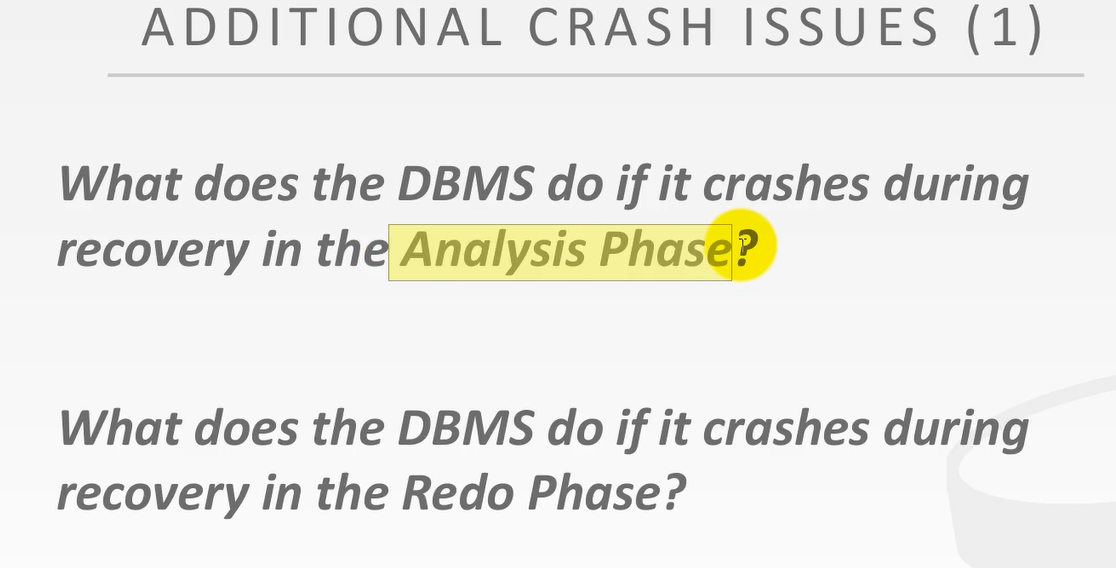 ADDITIONAL CRASH ISSUES (1)
What does the DBMS do if it crashes during
recovery in the Analysis Phase?
What does the DBMS do if it crashes during
recovery in the Redo Phase?